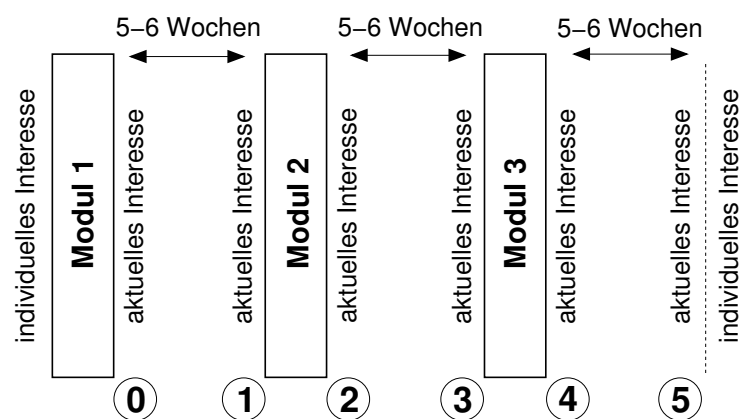 5–6 Wochen
5–6 Wochen
5–6 Wochen
individuelles Interesse
Modul 1
aktuelles Interesse
aktuelles Interesse
Modul 2
aktuelles Interesse
aktuelles Interesse
Modul 3
aktuelles Interesse
aktuelles Interesse
individuelles Interesse
0
1
2
3
4
5